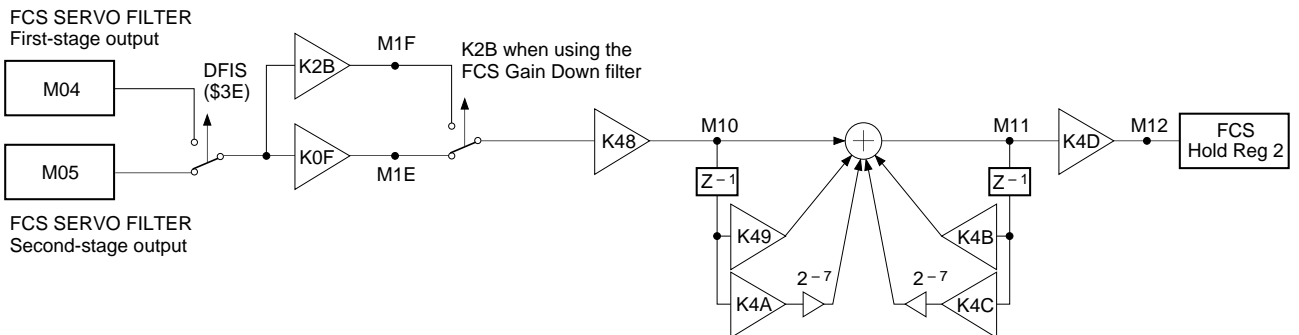 FCS SERVO FILTER
First-stage output
M04
DFIS
($3E)
K2B
M1F
K2B when using the
FCS Gain Down filter
M05
K0F
M1E
FCS SERVO FILTER
Second-stage output
K48
M10
M11
K4D
M12
FCS
Hold Reg 2
Z – 1
Z – 1
K49
K4B
2 – 7
2 – 7
K4A
K4C